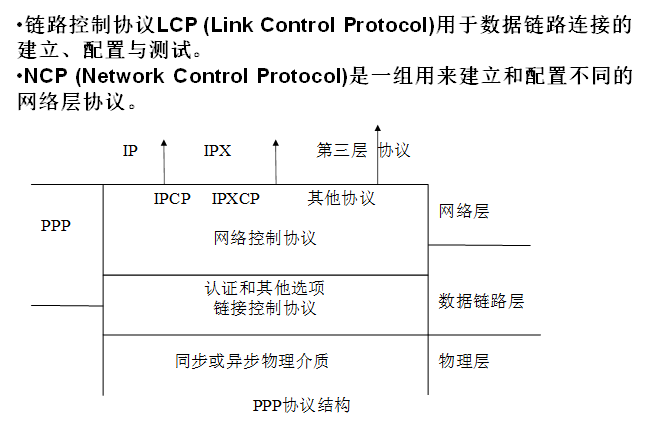 •链路控制协议LCP (Link Control Protocol)用于数据链路连接的
建立、配置与测试。
•NCP (Network Control Protocol)是一组用来建立和配置不同的
网络层协议。
IP IPX 第三层 协议
IPCP IPXCP 其他协议
网络层
PPP
网络控制协议
认证和其他选项
链接控制协议
数据链路层
同步或异步物理介质
物理层
PPP协议结构